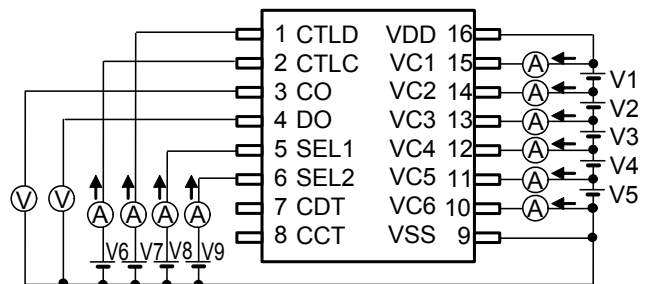 1 CTLD VDD 16
2 CTLC VC1 15 A V1
3 CO VC2 14 A V2
4 DO VC3 13 A V3
5 SEL1 VC4 12 A V4
6 SEL2 VC5 11 A V5
V V A A A A 7 CDT VC6 10 A
8 CCT VSS 9
V6 V7 V8 V9